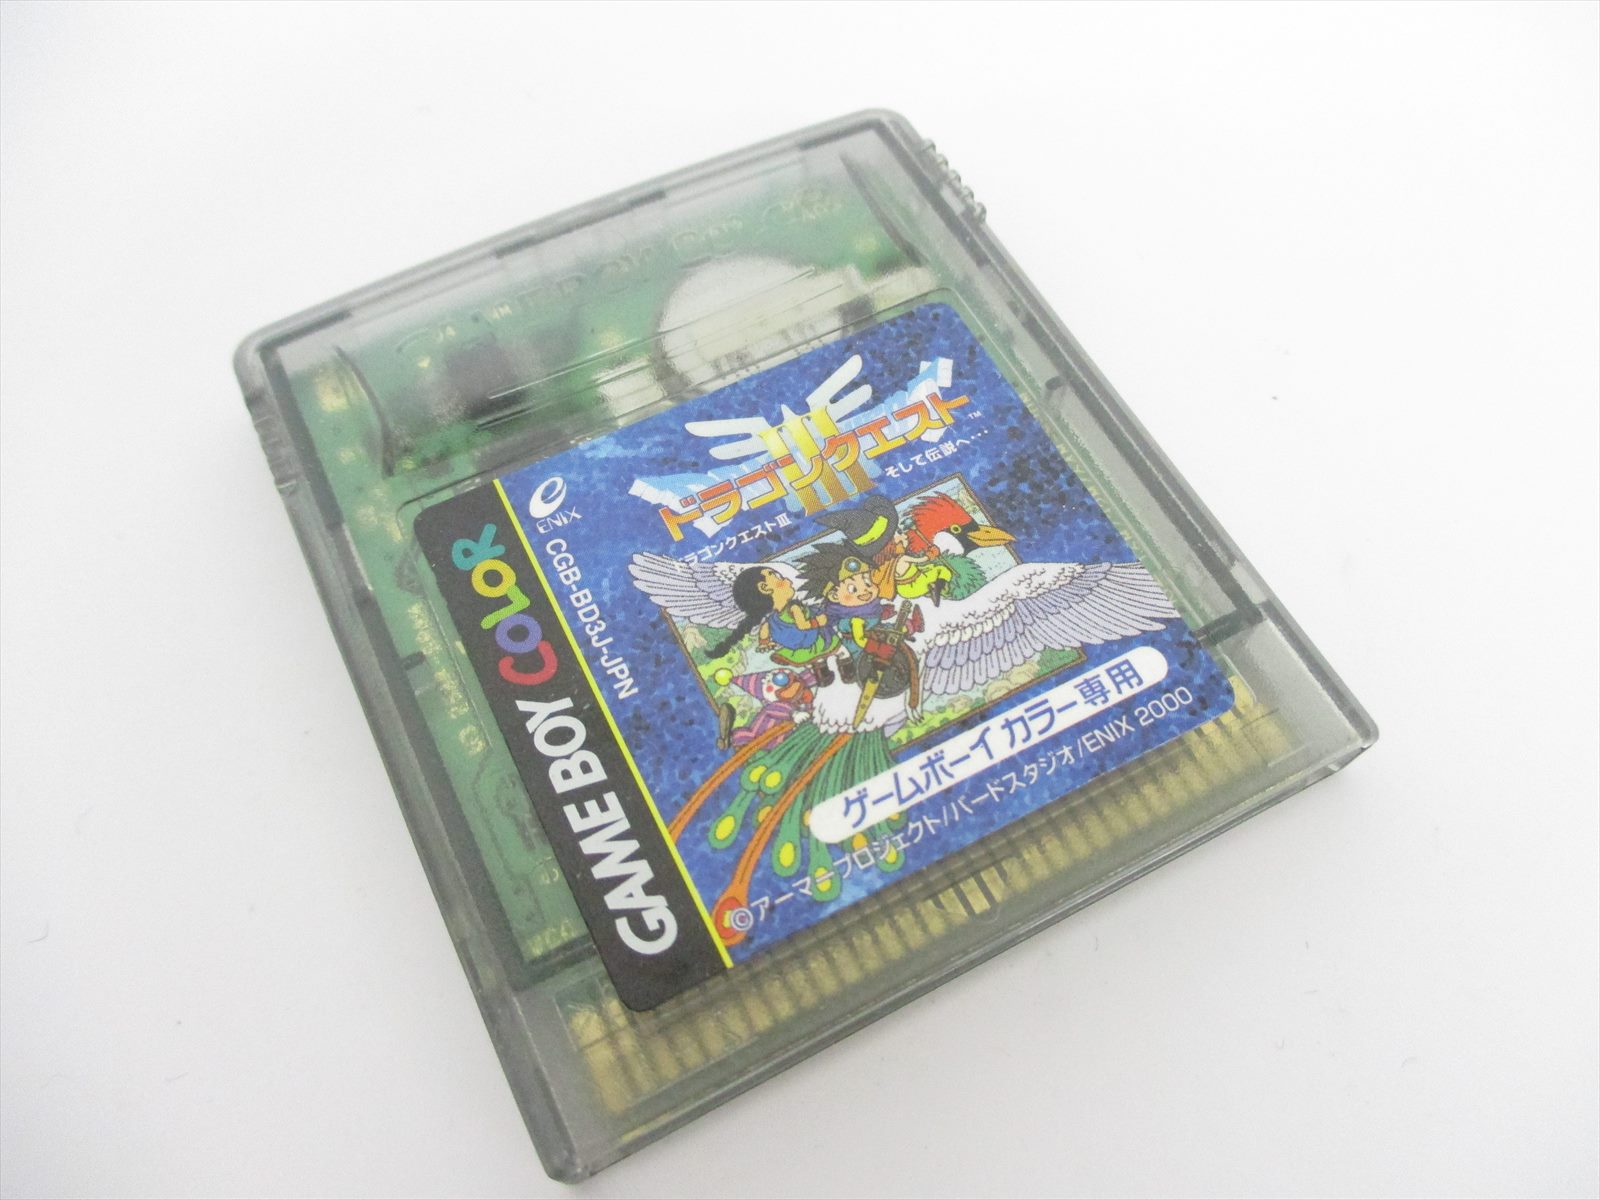 III
ドラゴンクエスト™
そして伝説へ…
ドラゴンクエストIII
ENIX
CGB-BD3J-JPN
GAME BOY COLOR
ゲームボーイカラー専用
©アーマープロジェクト/バードスタジオ/ENIX 2000